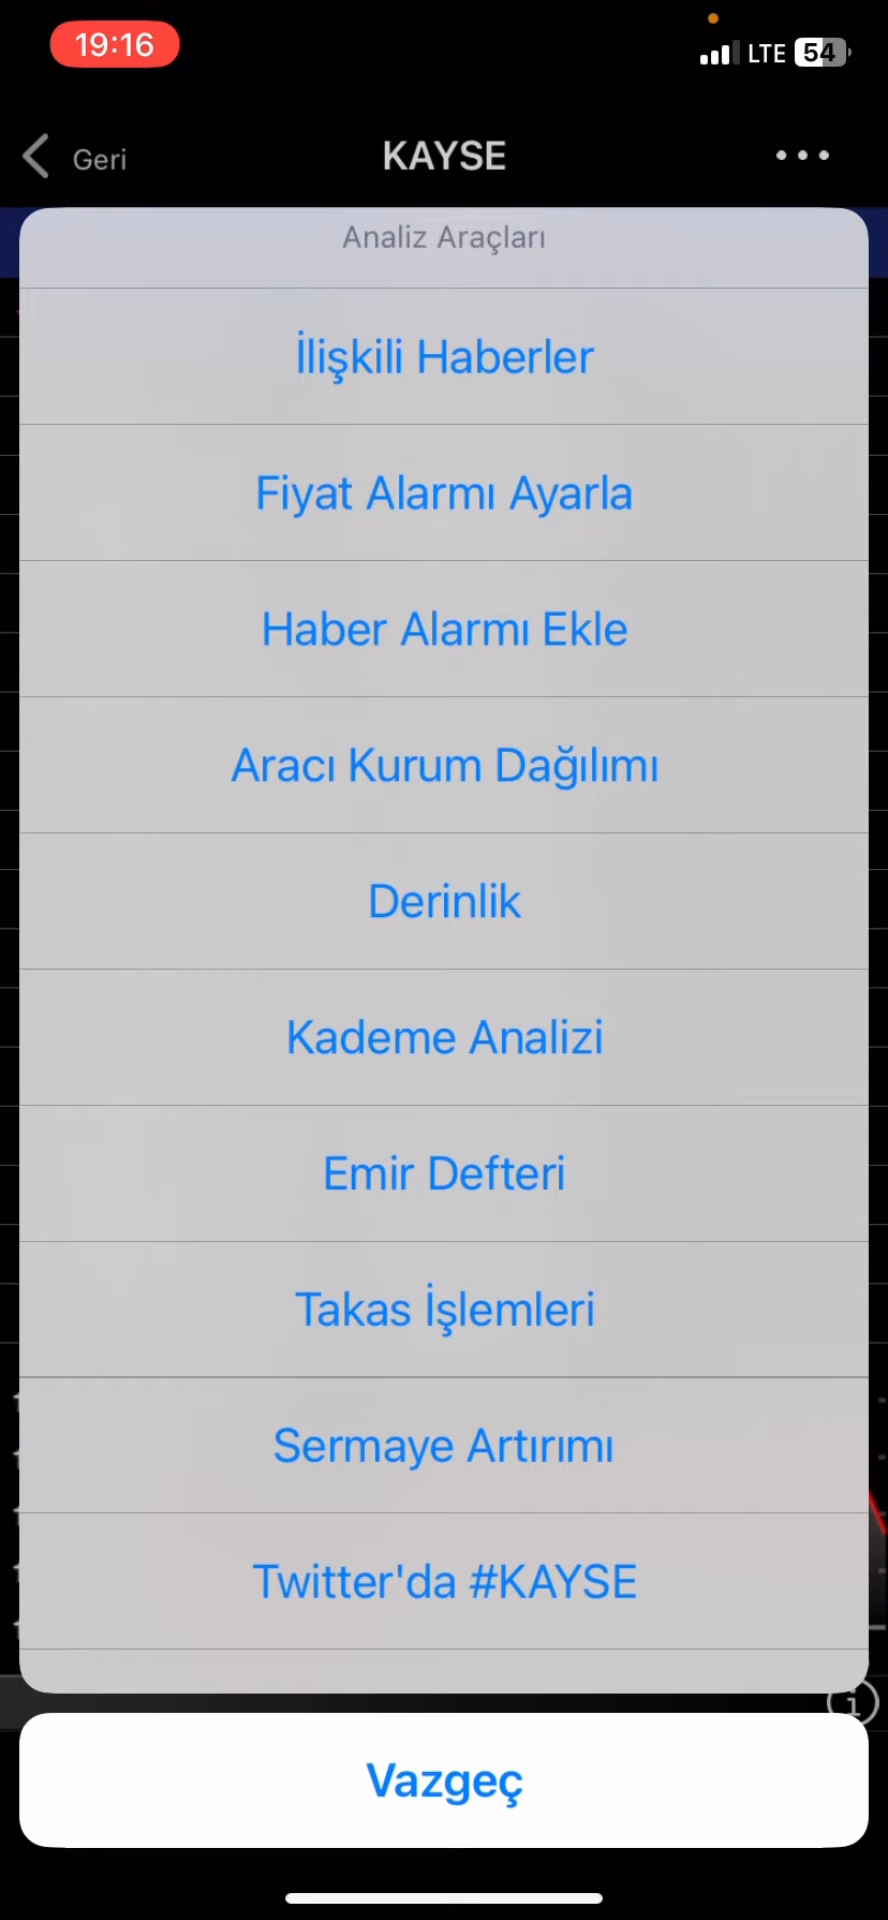 19:16
LTE 54
Geri
KAYSE
Analiz Araçları
İlişkili Haberler
Fiyat Alarmı Ayarla
Haber Alarmı Ekle
Aracı Kurum Dağılımı
Derinlik
Kademe Analizi
Emir Defteri
Takas İşlemleri
Sermaye Artırımı
Twitter'da #KAYSE
Vazgeç